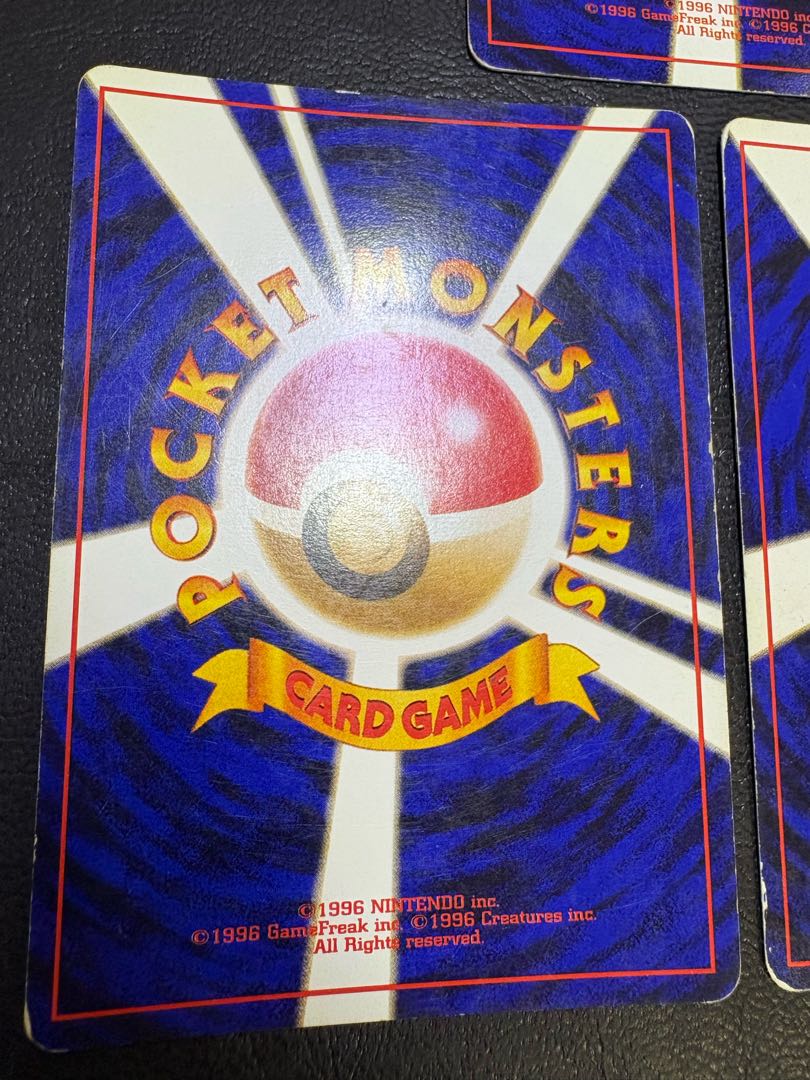 ©1996 NINTENDO inc.
©1996 GameFreak inc. ©1996 C
All Rights reserved.
POCKET MONSTERS
CARD GAME
©1996 NINTENDO inc.
©1996 GameFreak inc. ©1996 Creatures inc.
All Rights reserved.